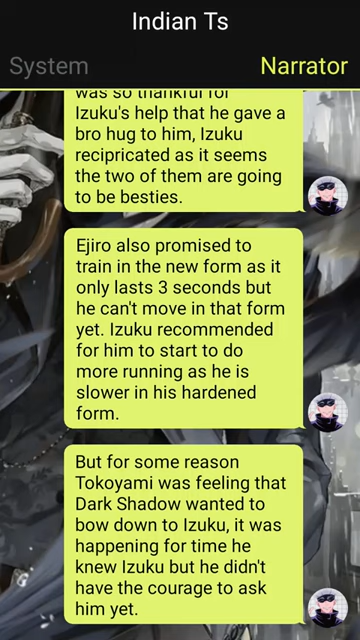 Indian Ts
System
Narrator
was so thankful for
Izuku's help that he gave a
bro hug to him, Izuku
recipricated as it seems
the two of them are going
to be besties.
Ejiro also promised to
train in the new form as it
only lasts 3 seconds but
he can't move in that form
yet. Izuku recommended
for him to start to do
more running as he is
slower in his hardened
form.
But for some reason
Tokoyami was feeling that
Dark Shadow wanted to
bow down to Izuku, it was
happening for time he
knew Izuku but he didn't
have the courage to ask
him yet.